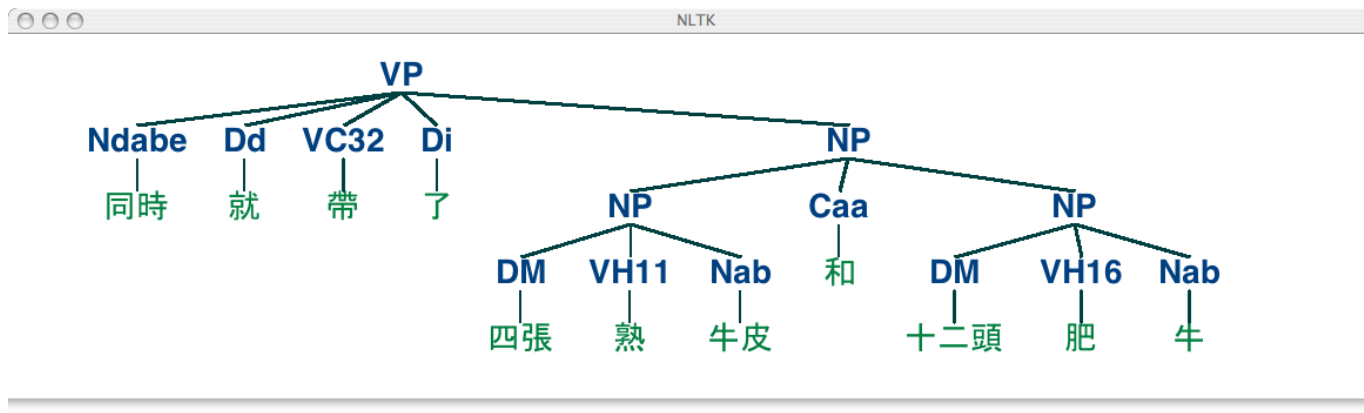 NLTK
VP
Ndabe Dd VC32 Di NP
同時 就 帶 了 NP Caa NP
DM VH11 Nab 和 DM VH16 Nab
四張 熟 牛皮 十二頭 肥 牛